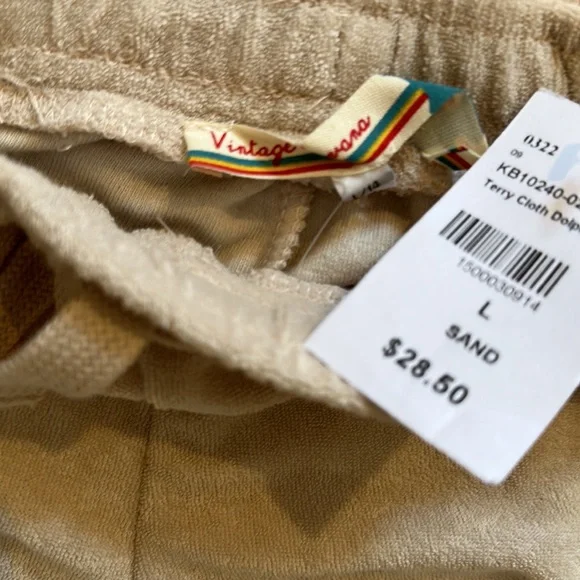 Vintage
0322
09
KB10240-02
Terry Cloth Dolp
1500030914
L
SAND
$28.50